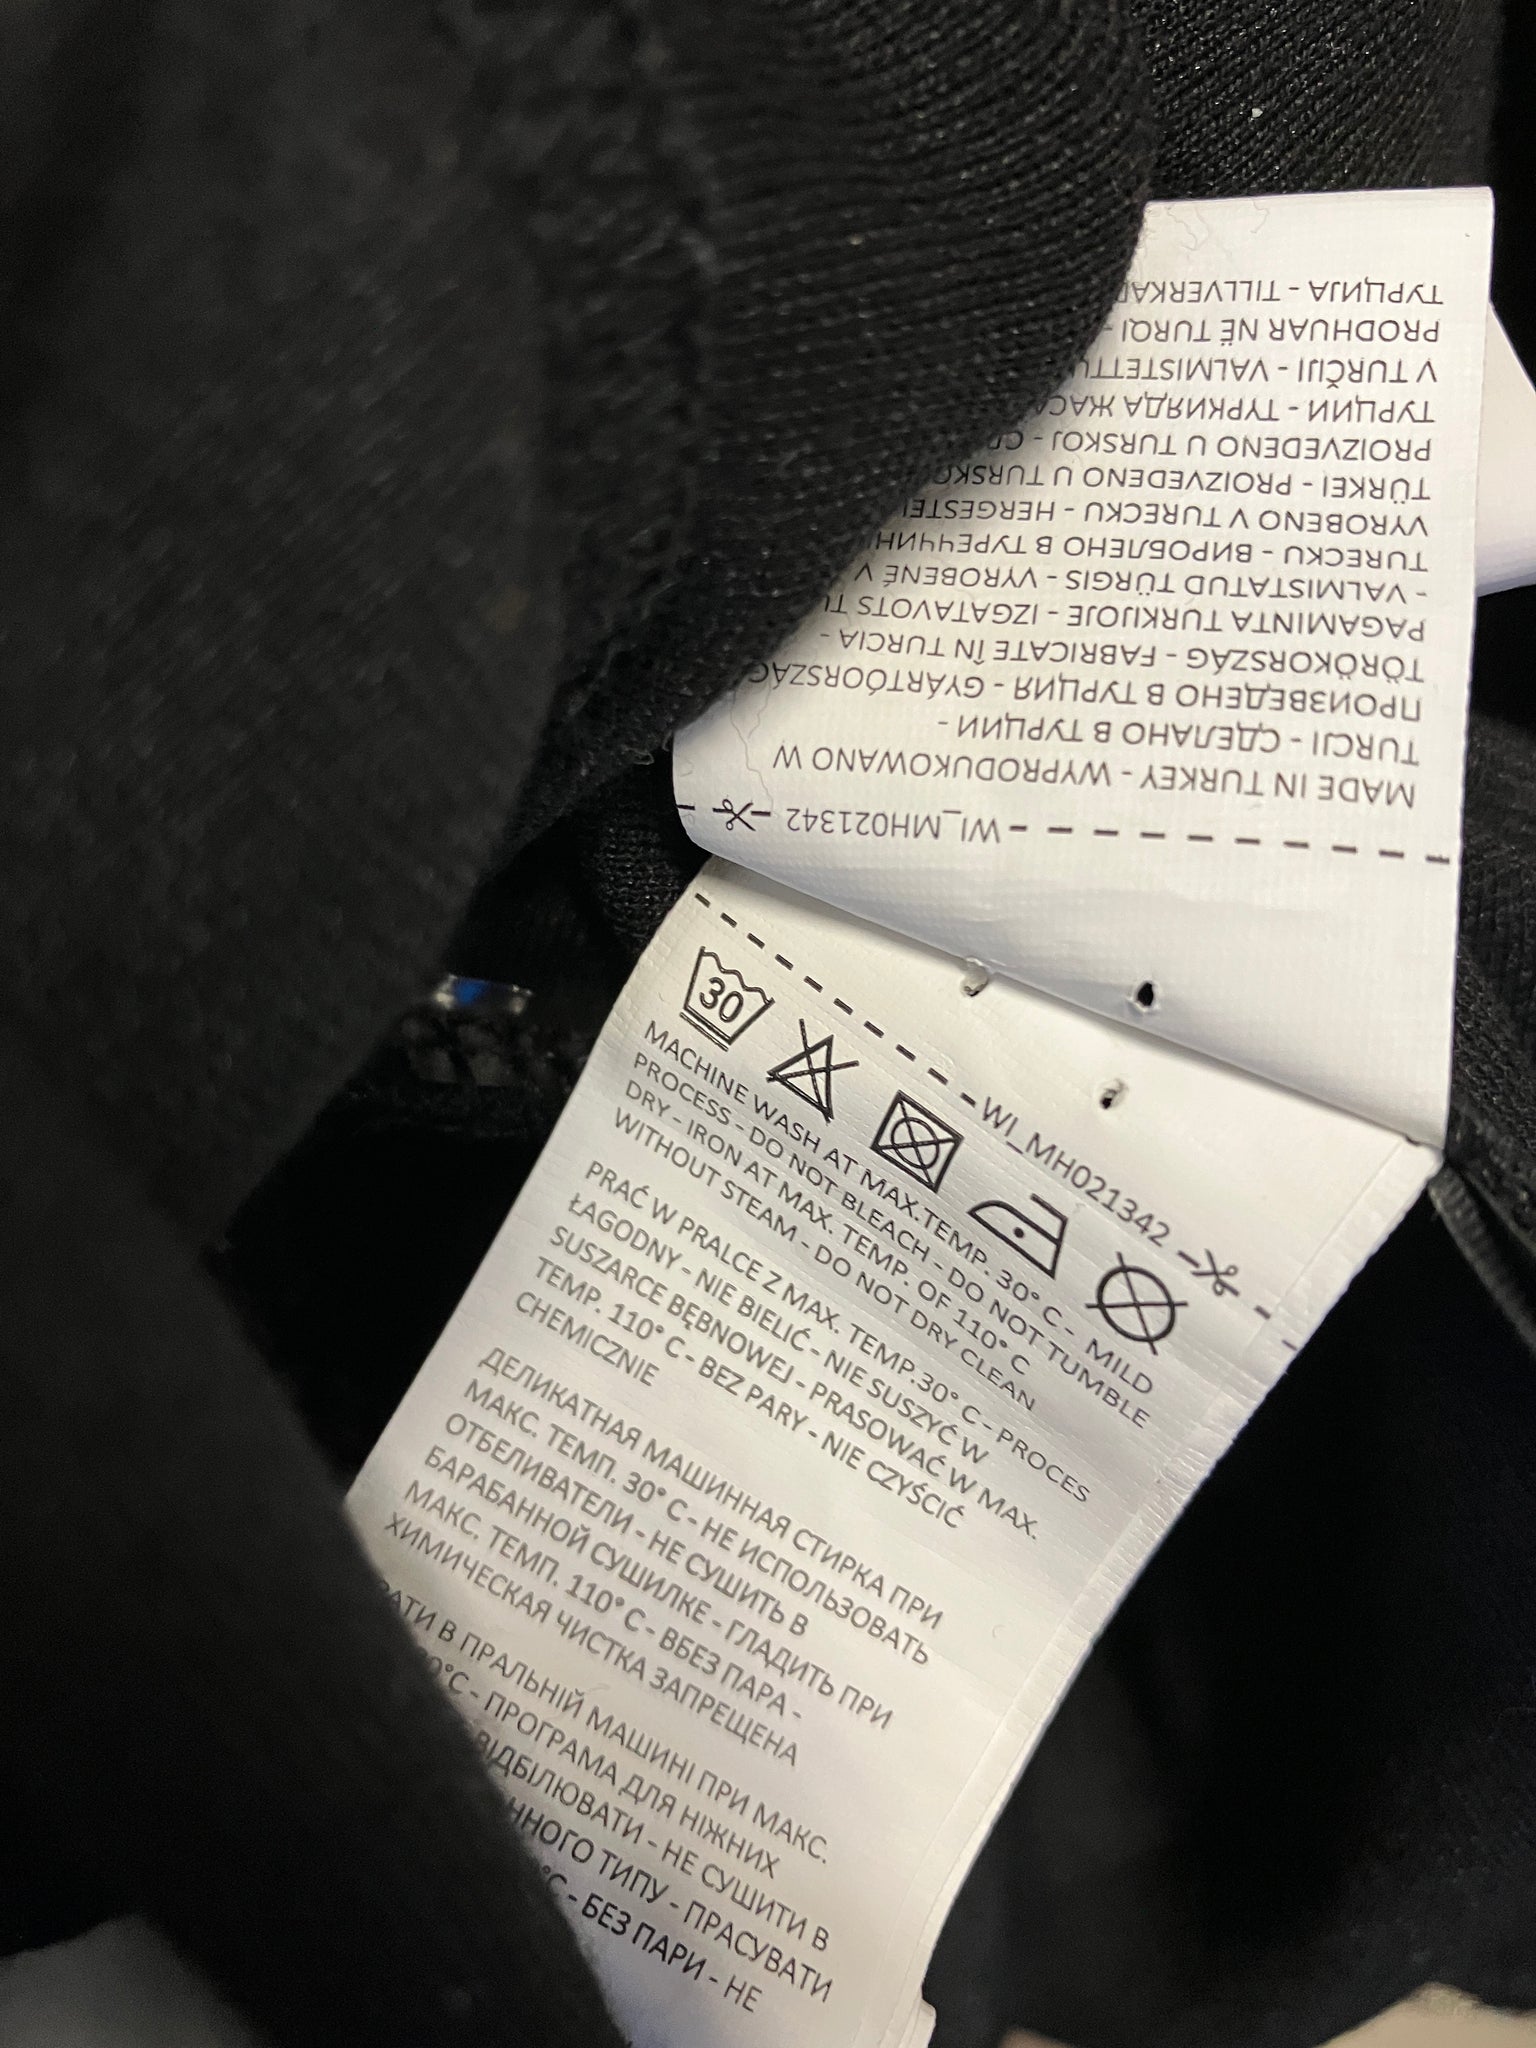 MADE IN TURKEY - WYPRODUKOWANO W
TURCJI - СДЕЛАНО В ТУРЦИИ -
ПРОИЗВЕДЕНО В ТУРЦИЯ - GYÁRTÓORSZÁG
TÖRÖKORSZÁG - FABRICATE ÎN TURCIA -
PAGAMINTA TURKIJOJE - IZGATAVOTS
- VALMISTATUD TÜRGIS - VYROBENÉ V
TURECKU - ВИРОБЛЕНО В
VYROBENO V TURECKU -
TÜRKEI - PROIZVEDENO U
PROIZVEDENO U TURSKOJ -
ТУРЦИИ - ТУРКИЯДА
V TURČIJI -
PRODHUAR NË TURQI -
ТУРЦИЈА -
WI_MH021342
WI_MH021342
30
MACHINE WASH AT MAX.TEMP. 30° C - MILD
PROCESS - DO NOT BLEACH - DO NOT TUMBLE
DRY - IRON AT MAX. TEMP. OF 110° C
WITHOUT STEAM - DO NOT DRY CLEAN
PRAĆ W PRALCE Z MAX. TEMP.30° C - PROCES
ŁAGODNY - NIE BIELIĆ - NIE SUSZYĆ W
SUSZARCE BĘBNOWEJ - PRASOWAĆ W MAX.
TEMP. 110° C - BEZ PARY - NIE CZYŚCIĆ
CHEMICZNIE
ДЕЛИКАТНАЯ МАШИННАЯ СТИРКА ПРИ
МАКС. ТЕМП. 30° С - НЕ ИСПОЛЬЗОВАТЬ
ОТБЕЛИВАТЕЛИ - НЕ СУШИТЬ В
БАРАБАННОЙ СУШИЛКЕ - ГЛАДИТЬ ПРИ
МАКС. ТЕМП. 110° С - ВБЕЗ ПАРА -
ХИМИЧЕСКАЯ ЧИСТКА ЗАПРЕЩЕНА
В ПРАЛЬНІЙ МАШИНІ ПРИ МАКС.
- ПРОГРАМА ДЛЯ НІЖНИХ
ВІДБІЛЮВАТИ - НЕ СУШИТИ В
ТИПУ - ПРАСУВАТИ
- БЕЗ ПАРИ - НЕ